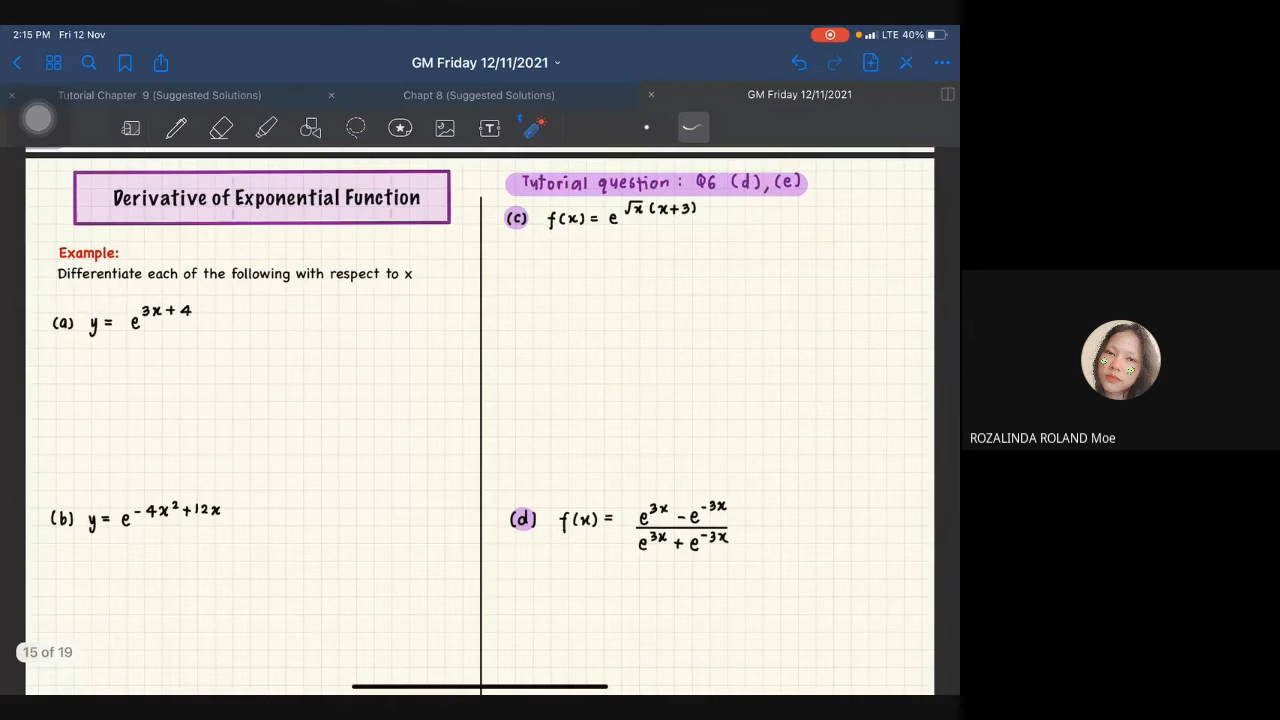 2:15 PM Fri 12 Nov
LTE 40%
GM Friday 12/11/2021
Tutorial Chapter 9 (Suggested Solutions)
Chapt 8 (Suggested Solutions)
GM Friday 12/11/2021
Derivative of Exponential Function
Example:
Differentiate each of the following with respect to x
(a) y = e^{3x + 4}
(b) y = e^{-4x² + 12x}
Tutorial question : Q6 (d), (e)
(c) f(x) = e^{√x (x+3)}
(d) f(x) = \frac{e^{3x} - e^{-3x}}{e^{3x} + e^{-3x}}
15 of 19
ROZALINDA ROLAND Moe